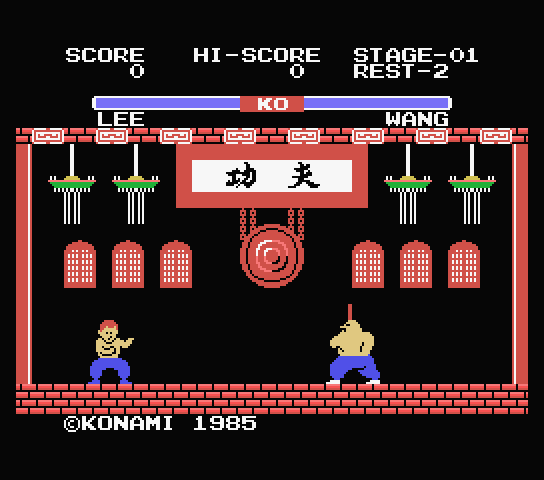 SCORE HI-SCORE STAGE-01
0 0 REST-2
KO
LEE WANG
功 夫
©KONAMI 1985